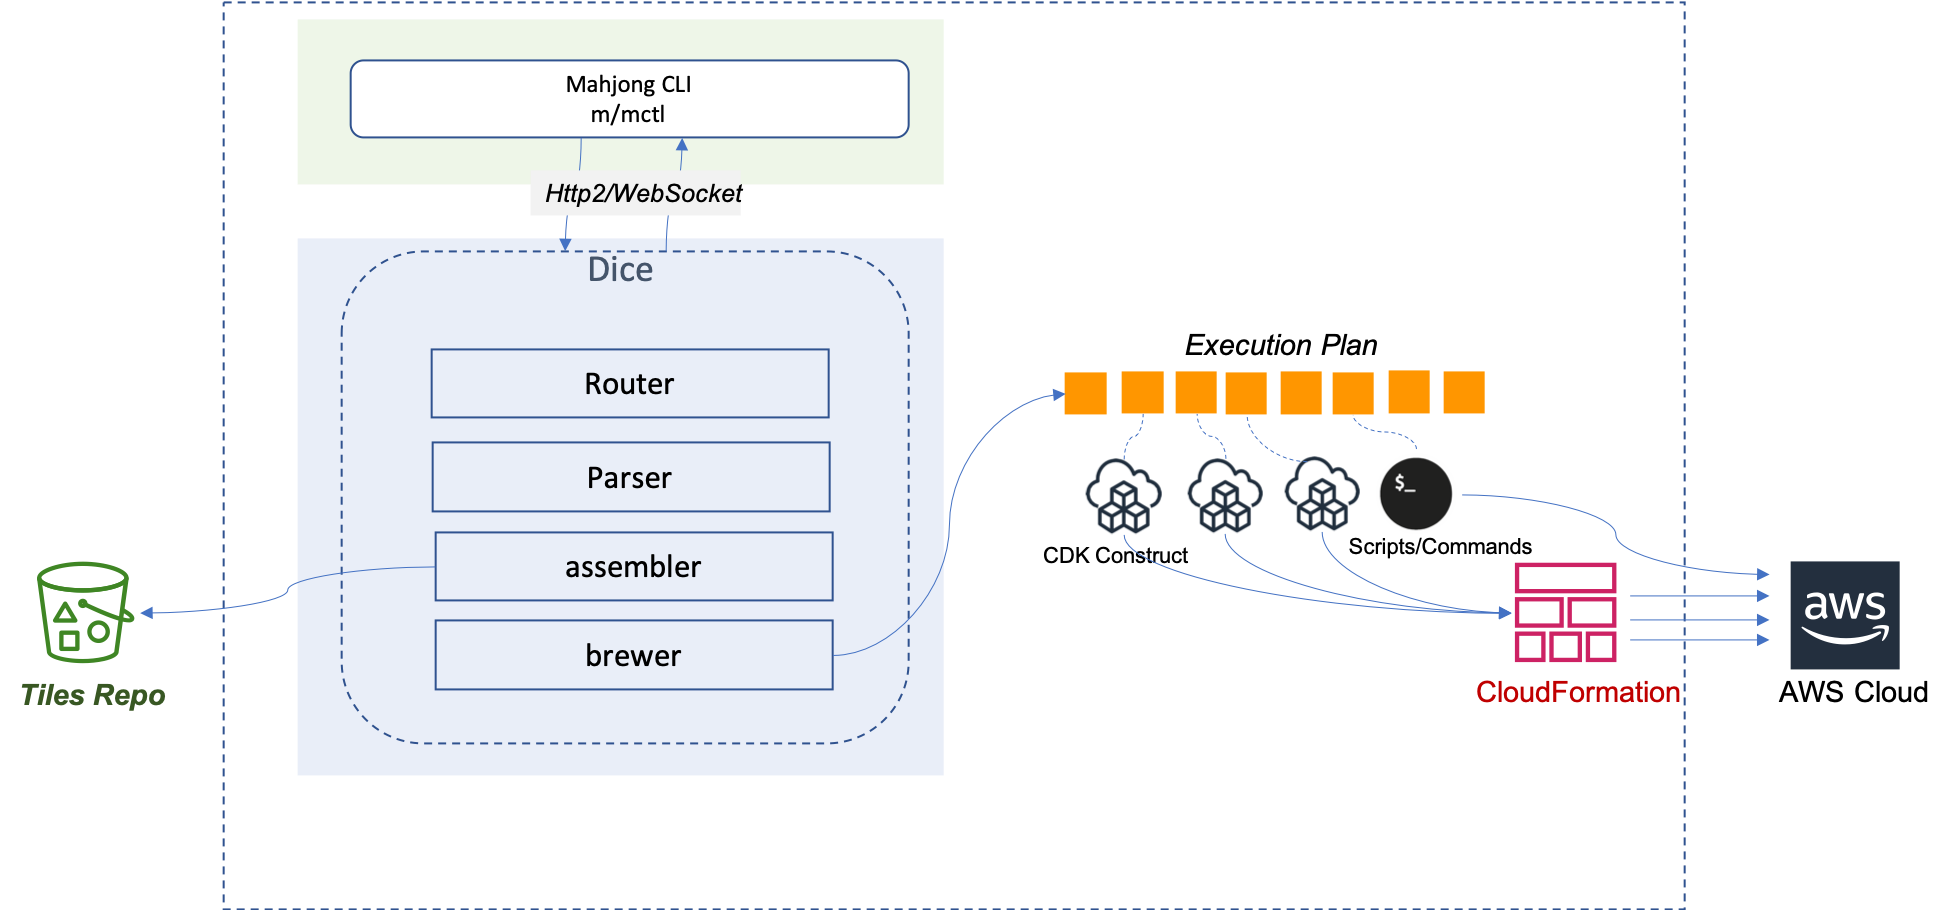 Mahjong CLI
m/mctl
Http2/WebSocket
Dice
Router
Parser
assembler
brewer
Tiles Repo
Execution Plan
$_
CDK Construct
Scripts/Commands
CloudFormation
aws
AWS Cloud